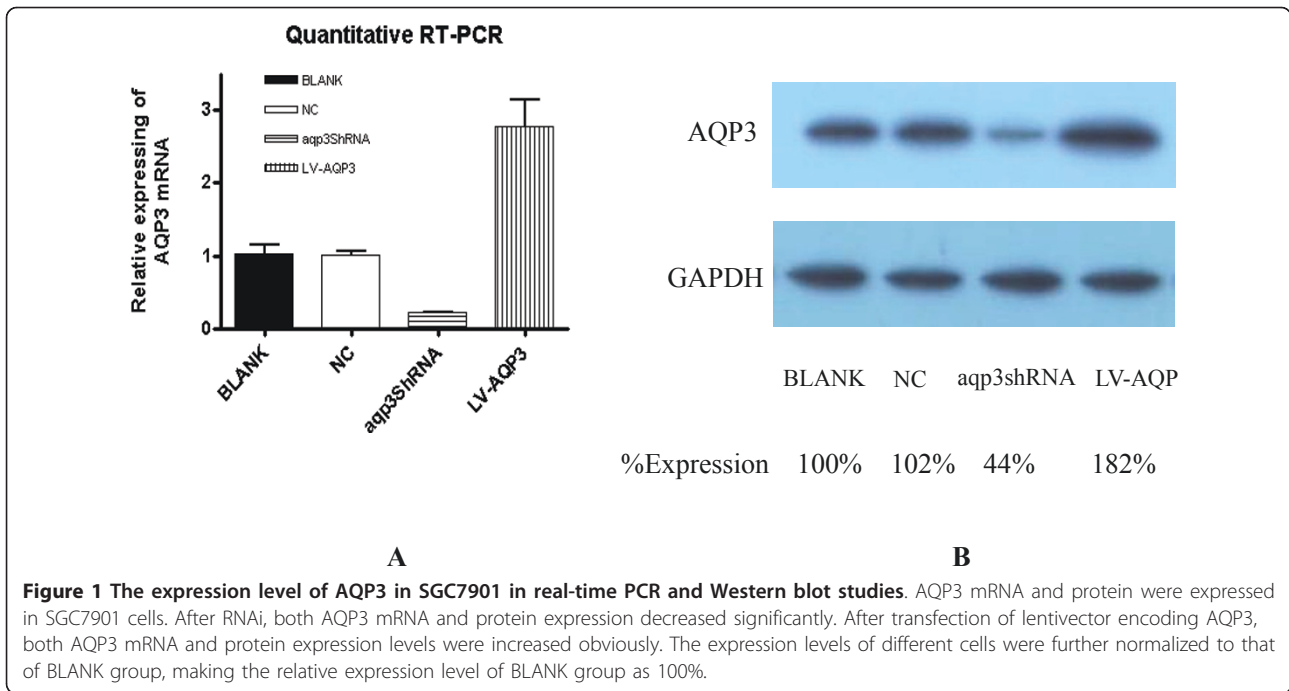 Quantitative RT-PCR
BLANK
NC
aqp3ShRNA
LV-AQP3
Relative expressing of
AQP3 mRNA
3
2
1
0
BLANK
NC
aqp3ShRNA
LV-AQP3
A
AQP3
GAPDH
BLANK NC aqp3shRNA LV-AQP
%Expression 100% 102% 44% 182%
B
Figure 1 The expression level of AQP3 in SGC7901 in real-time PCR and Western blot studies. AQP3 mRNA and protein were expressed
in SGC7901 cells. After RNAi, both AQP3 mRNA and protein expression decreased significantly. After transfection of lentivector encoding AQP3,
both AQP3 mRNA and protein expression levels were increased obviously. The expression levels of different cells were further normalized to that
of BLANK group, making the relative expression level of BLANK group as 100%.